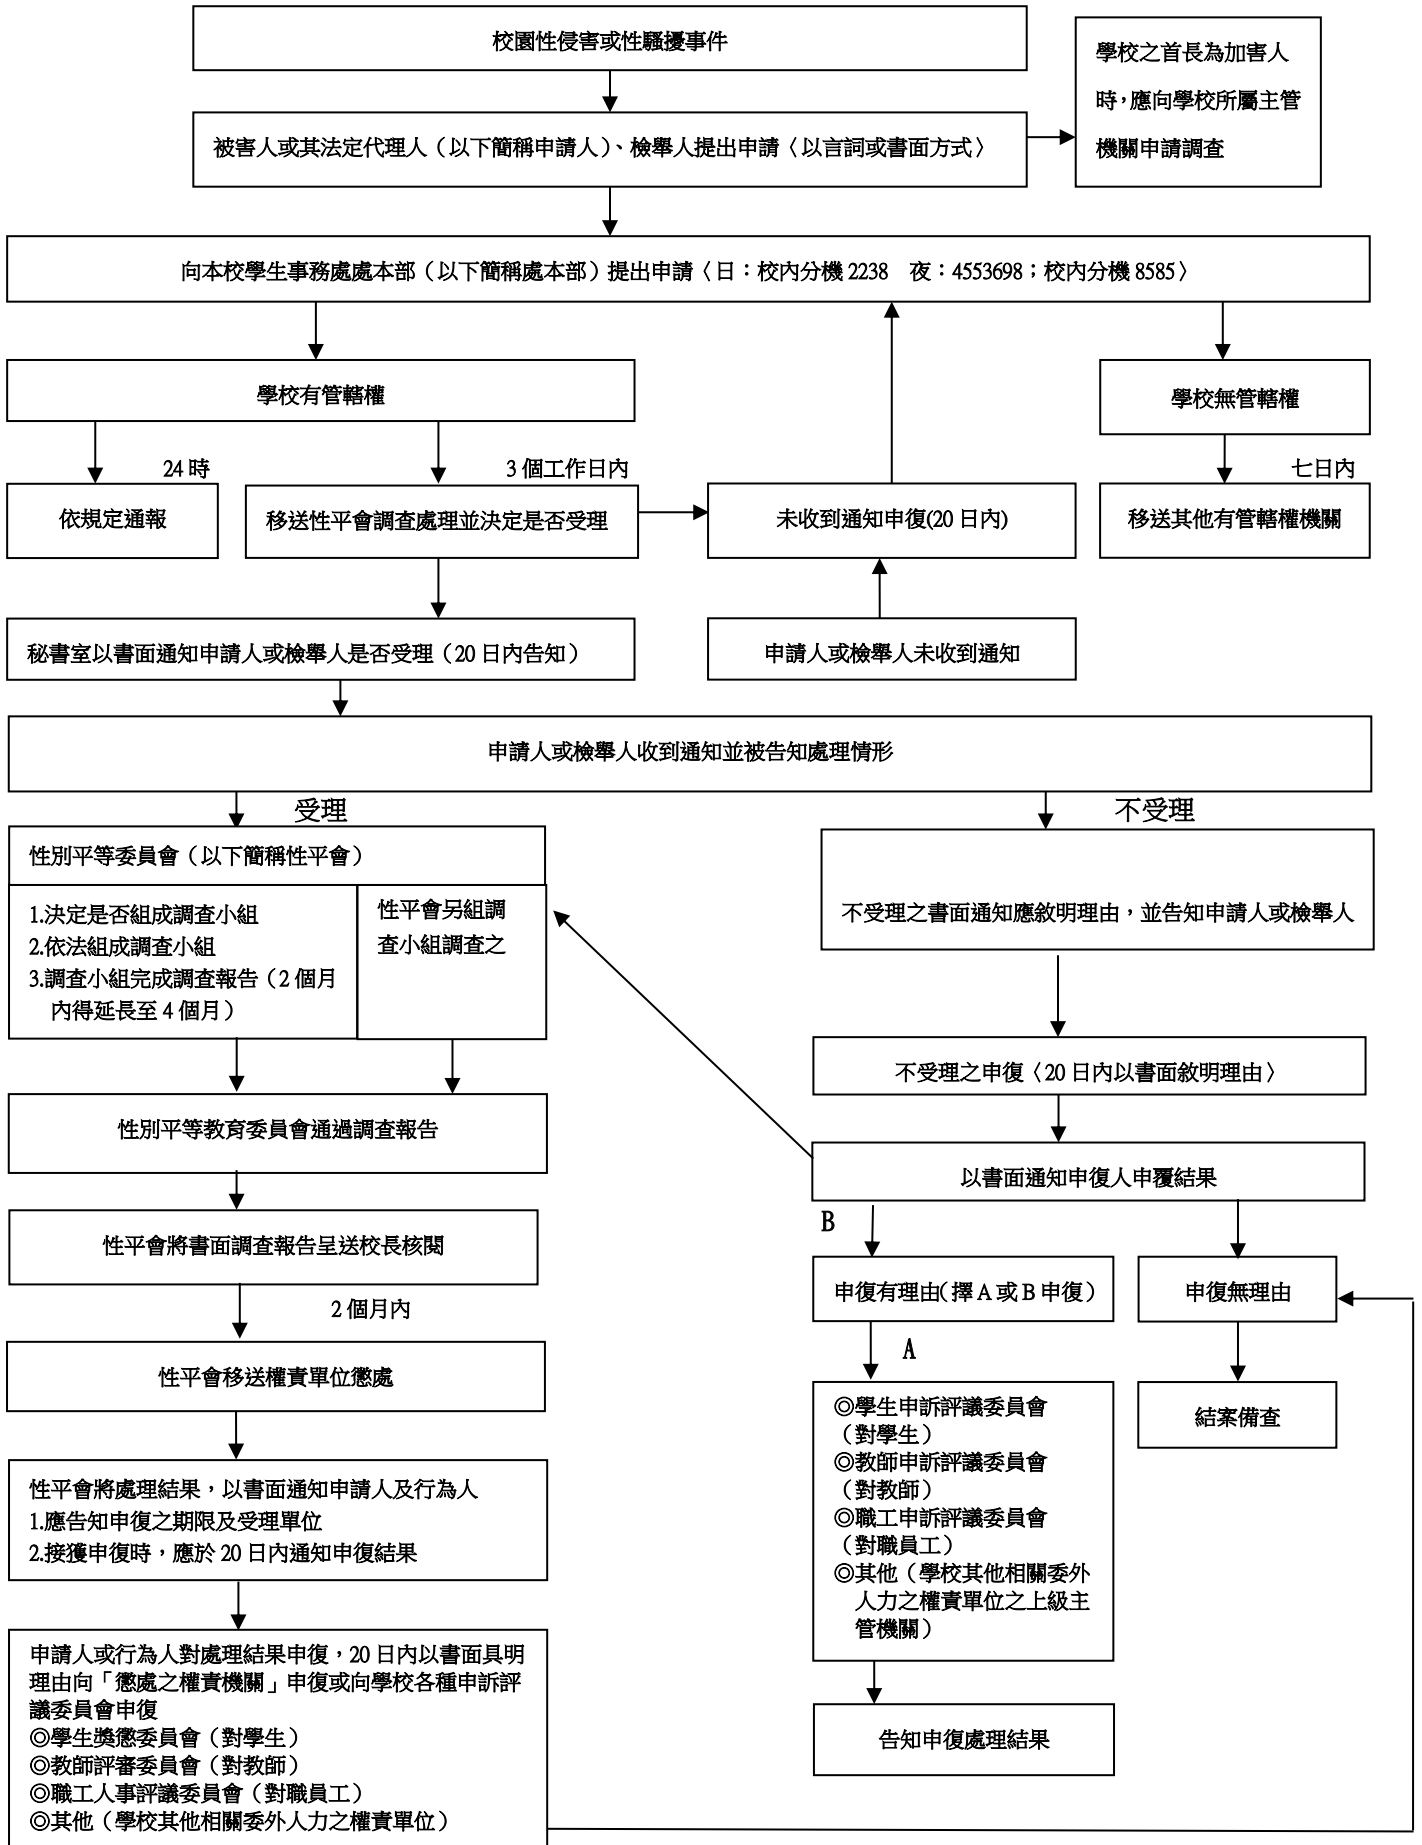 校園性侵害或性騷擾事件
學校之首長為加害人
時，應向學校所屬主管
機關申請調查
被害人或其法定代理人（以下簡稱申請人）、檢舉人提出申請〈以言詞或書面方式〉
向本校學生事務處處本部（以下簡稱處本部）提出申請〈日：校內分機 2238　夜：4553698；校內分機 8585〉
學校有管轄權
學校無管轄權
24 時
3 個工作日內
七日內
依規定通報
移送性平會調查處理並決定是否受理
未收到通知申復(20 日內)
移送其他有管轄權機關
秘書室以書面通知申請人或檢舉人是否受理（20 日內告知）
申請人或檢舉人未收到通知
申請人或檢舉人收到通知並被告知處理情形
受理
不受理
性別平等委員會（以下簡稱性平會）
1.決定是否組成調查小組
2.依法組成調查小組
3.調查小組完成調查報告（2 個月
內得延長至 4 個月）
性平會另組調
查小組調查之
不受理之書面通知應敘明理由，並告知申請人或檢舉人
不受理之申復〈20 日內以書面敘明理由〉
性別平等教育委員會通過調查報告
以書面通知申復人申覆結果
性平會將書面調查報告呈送校長核閱
B
申復有理由（擇 A 或 B 申復）
申復無理由
2 個月內
A
性平會移送權責單位懲處
◎學生申訴評議委員會
（對學生）
◎教師申訴評議委員會
（對教師）
◎職工申訴評議委員會
（對職員工）
◎其他（學校其他相關委外
人力之權責單位之上級主
管機關）
結案備查
性平會將處理結果，以書面通知申請人及行為人
1.應告知申復之期限及受理單位
2.接獲申復時，應於 20 日內通知申復結果
申請人或行為人對處理結果申復，20 日內以書面具明
理由向「懲處之權責機關」申復或向學校各種申訴評
議委員會申復
◎學生獎懲委員會（對學生）
◎教師評審委員會（對教師）
◎職工人事評議委員會（對職員工）
◎其他（學校其他相關委外人力之權責單位）
告知申復處理結果